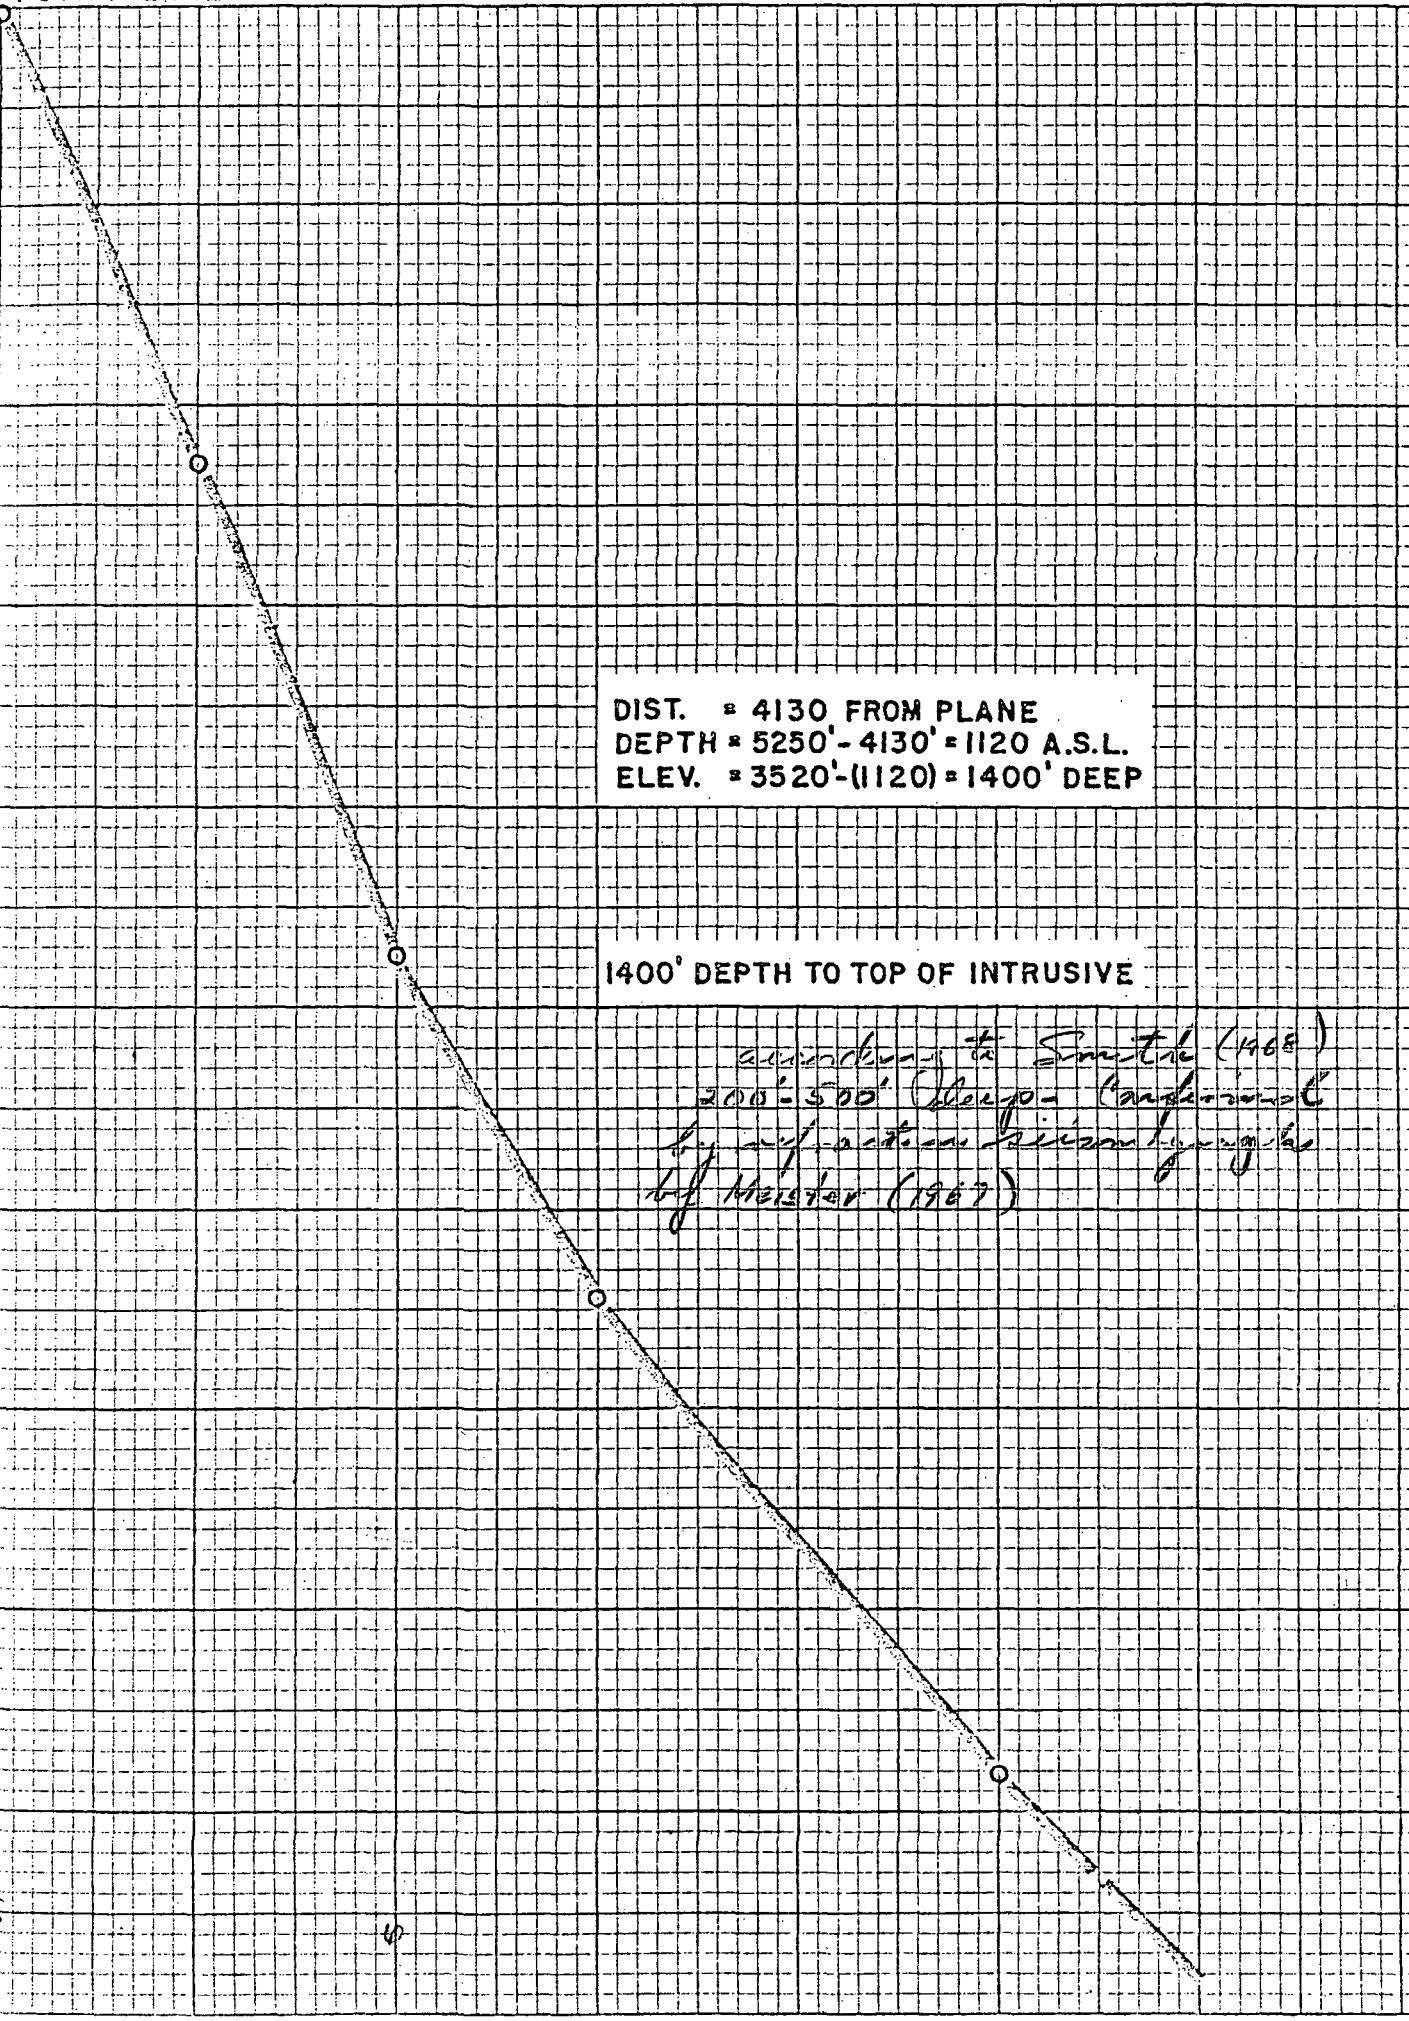 DIST. = 4130 FROM PLANE
DEPTH = 5250' - 4130' = 1120 A.S.L.
ELEV. = 3520' - (1120) = 1400' DEEP
1400' DEPTH TO TOP OF INTRUSIVE
according to Smith (1968)
200'-500' Deep - Confirmed
by refraction seismography
by Meister (1967)